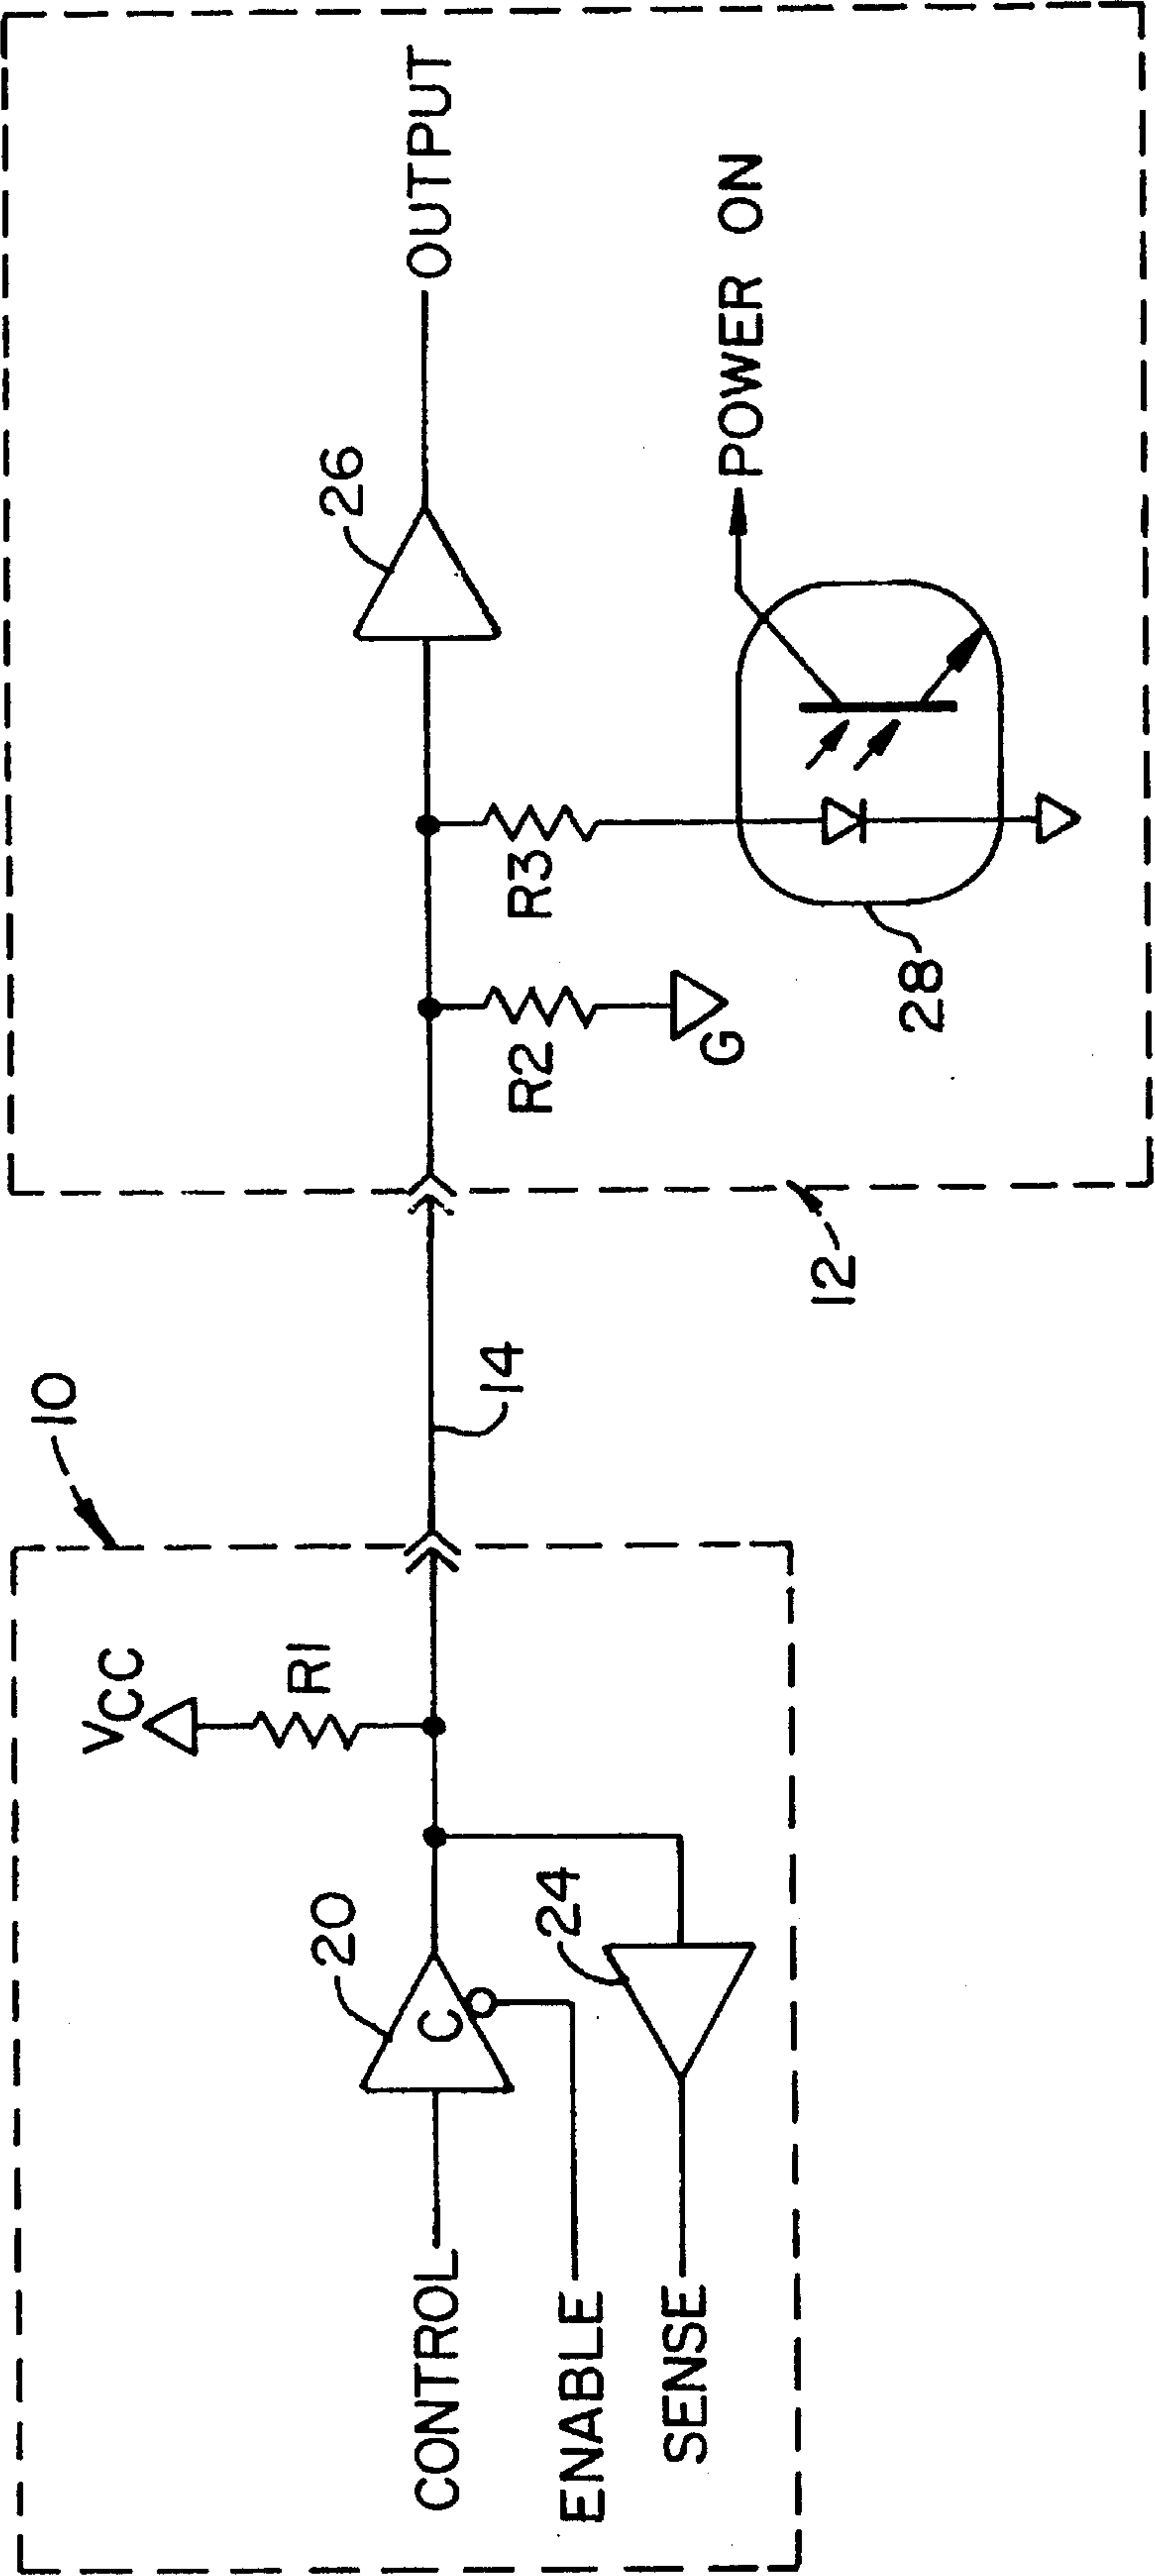 10
VCC
R1
20
C
CONTROL
ENABLE
24
SENSE
14
12
26
OUTPUT
R2
G
R3
28
POWER ON